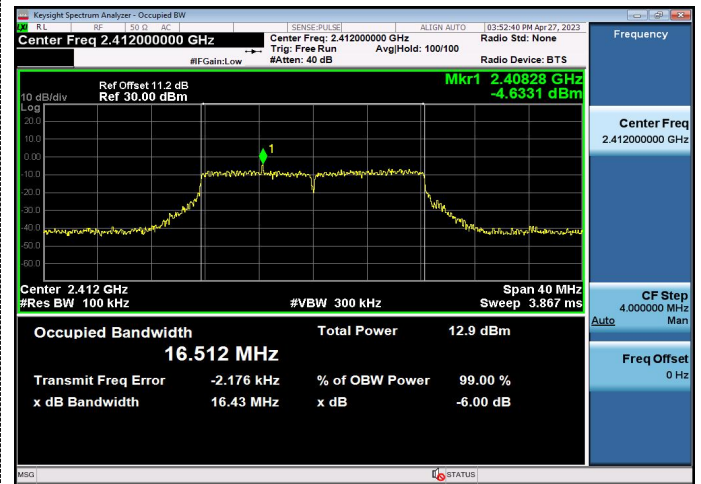 Keysight Spectrum Analyzer - Occupied BW
RL RF 50 Ω AC SENSE:PULSE ALIGN AUTO 03:52:40 PM Apr 27, 2023
Center Freq 2.412000000 GHz Center Freq: 2.412000000 GHz Radio Std: None
Trig: Free Run Avg|Hold: 100/100
#IFGain:Low #Atten: 40 dB Radio Device: BTS
Frequency
Ref Offset 11.2 dB Mkr1 2.40828 GHz
10 dB/div Ref 30.00 dBm -4.6331 dBm
Log
20.0
10.0
0.00
-10.0
-20.0
-30.0
-40.0
-50.0
-60.0
1
Center 2.412 GHz Span 40 MHz
#Res BW 100 kHz #VBW 300 kHz Sweep 3.867 ms
Occupied Bandwidth Total Power 12.9 dBm
16.512 MHz
Transmit Freq Error -2.176 kHz % of OBW Power 99.00 %
x dB Bandwidth 16.43 MHz x dB -6.00 dB
Center Freq
2.412000000 GHz
CF Step
4.000000 MHz
Auto Man
Freq Offset
0 Hz
MSG STATUS